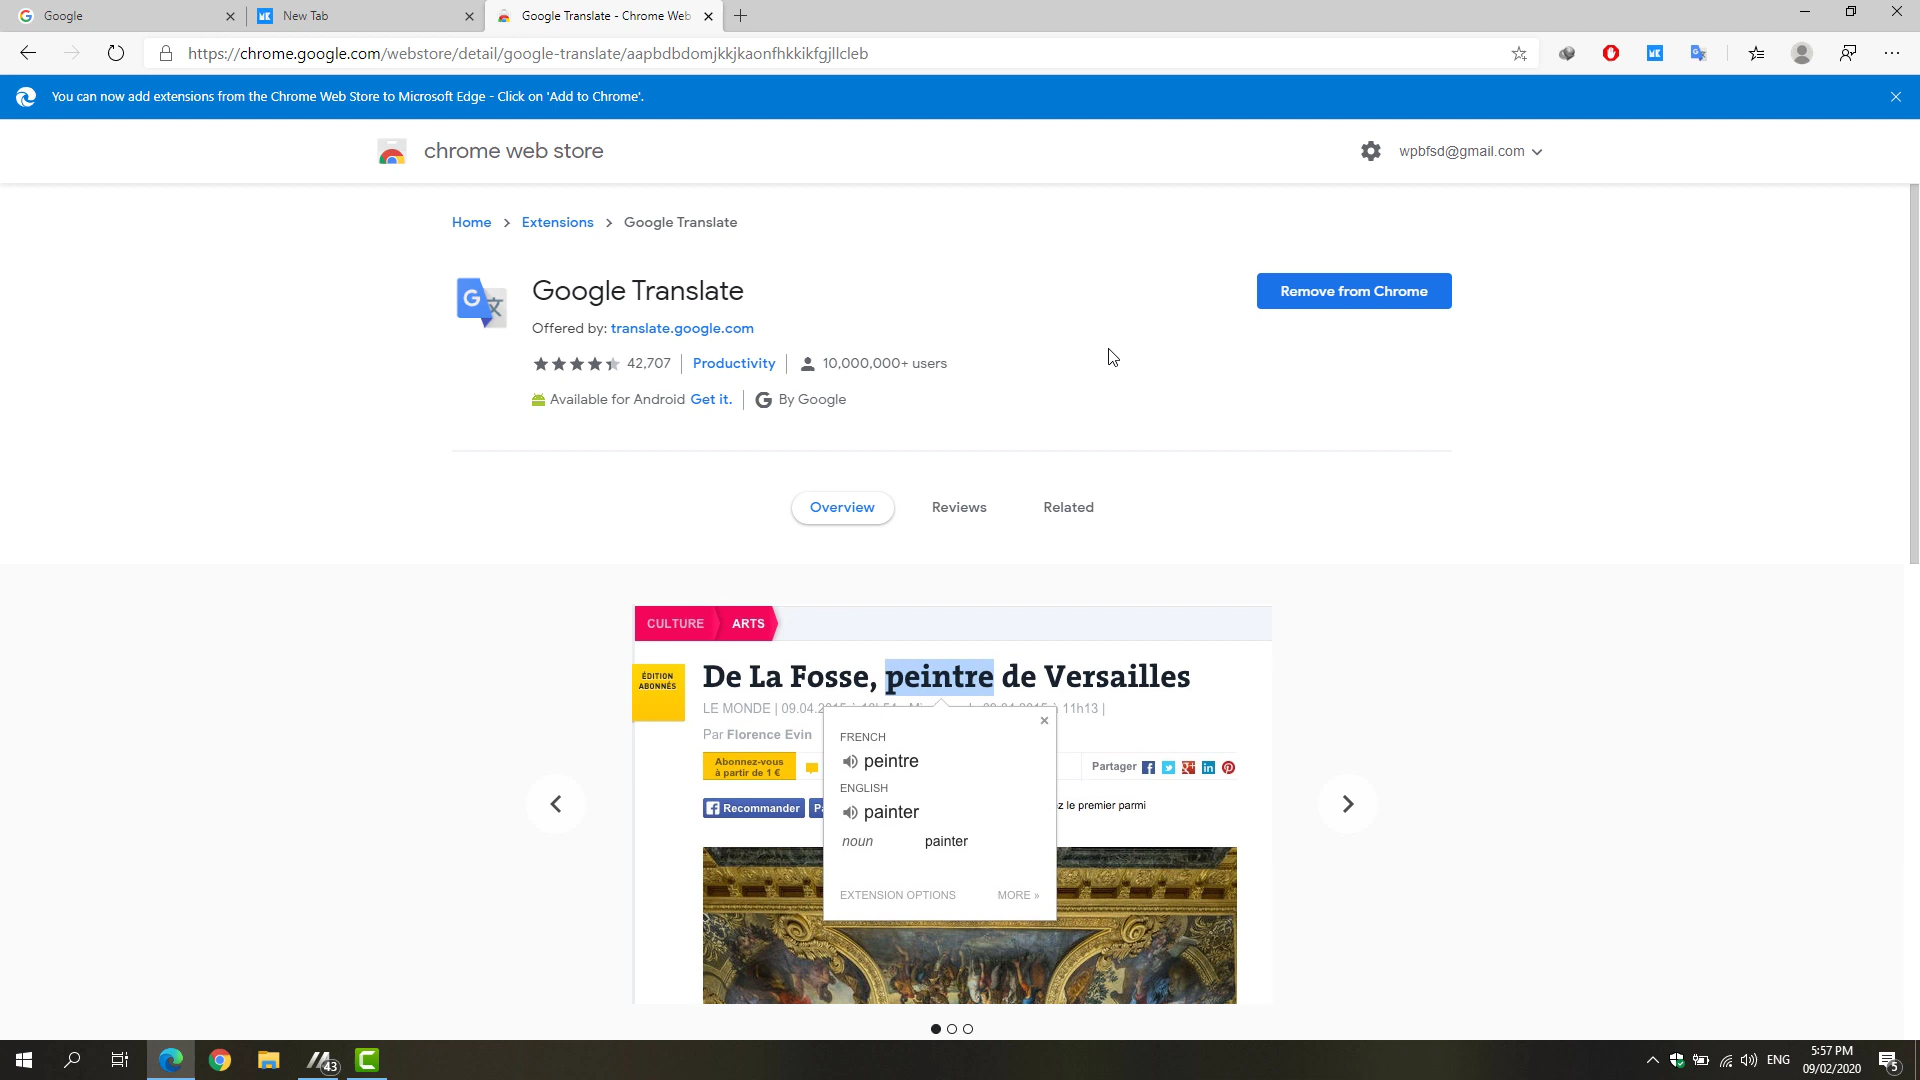 Google
New Tab
Google Translate - Chrome Web
https://chrome.google.com/webstore/detail/google-translate/aapbdbdomjkkjkaonfhkkikfgjllcleb
You can now add extensions from the Chrome Web Store to Microsoft Edge - Click on 'Add to Chrome'.
chrome web store
wpbfsd@gmail.com
Home > Extensions > Google Translate
Google Translate
Remove from Chrome
Offered by: translate.google.com
42,707 Productivity 10,000,000+ users
Available for Android Get it. By Google
Overview Reviews Related
CULTURE ARTS
ÉDITION
ABONNÉS
De La Fosse, peintre de Versailles
LE MONDE | 11h13 |
Par Florence Evin
Abonnez-vous
à partir de 1 €
Partager
Recommander
le premier parmi
FRENCH
peintre
ENGLISH
painter
noun painter
EXTENSION OPTIONS MORE »
43
ENG
5:57 PM
09/02/2020
5